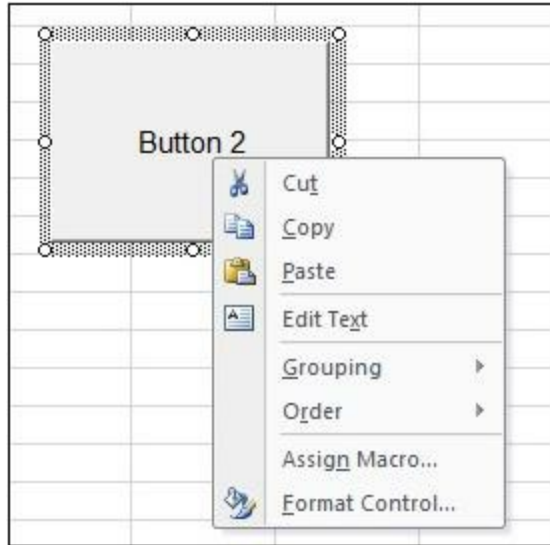 Button 2
Cut
Copy
Paste
Edit Text
Grouping
Order
Assign Macro...
Format Control...